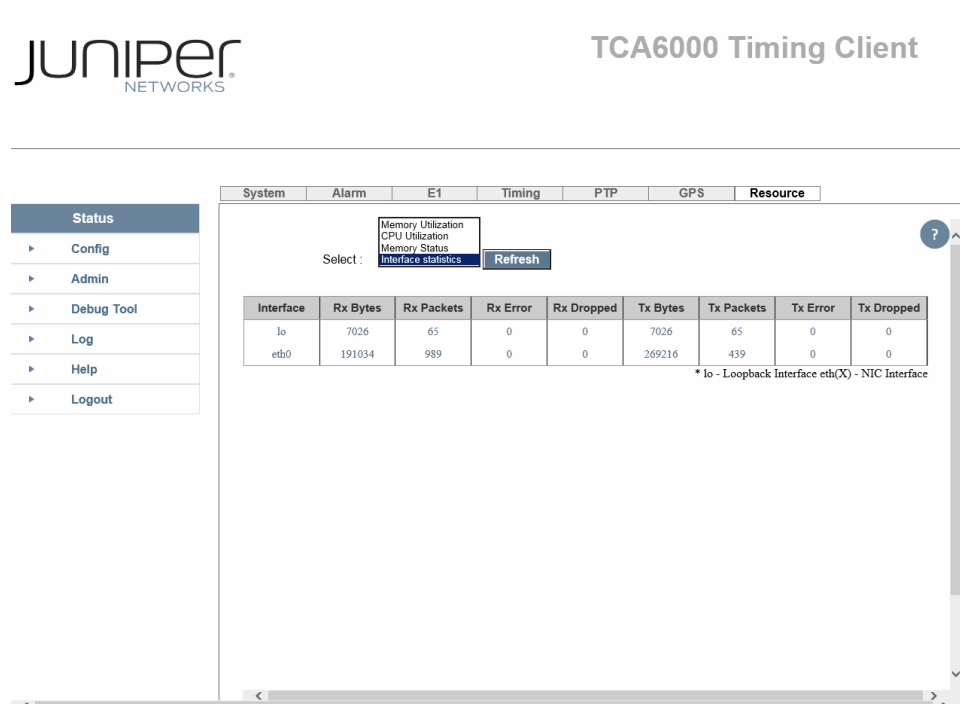 JUNIPER
NETWORKS
TCA6000 Timing Client
System Alarm E1 Timing PTP GPS Resource
Status
Config
Admin
Debug Tool
Log
Help
Logout
?
Memory Utilization
CPU Utilization
Memory Status
Select : Interface statistics Refresh
Interface Rx Bytes Rx Packets Rx Error Rx Dropped Tx Bytes Tx Packets Tx Error Tx Dropped
lo 7026 65 0 0 7026 65 0 0
eth0 191034 989 0 0 269216 439 0 0
* lo - Loopback Interface eth(X) - NIC Interface